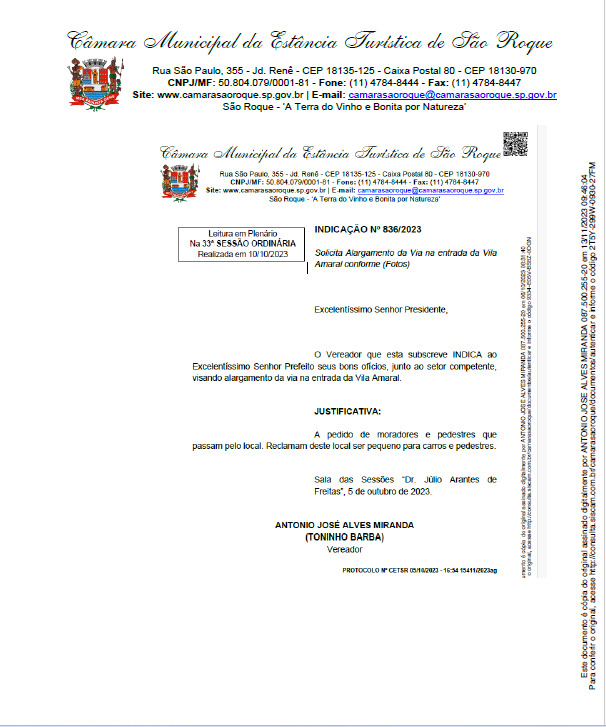 Câmara Municipal da Estância Turística de São Roque
Rua São Paulo, 355 - Jd. Renê - CEP 18135-125 - Caixa Postal 80 - CEP 18130-970
CNPJ/MF: 50.804.079/0001-81 - Fone: (11) 4784-8444 - Fax: (11) 4784-8447
Site: www.camarasaoroque.sp.gov.br | E-mail: camarasaoroque@camarasaoroque.sp.gov.br
São Roque - 'A Terra do Vinho e Bonita por Natureza'
Câmara Municipal da Estância Turística de São Roque
Rua São Paulo, 355 - Jd. Renê - CEP 18135-125 - Caixa Postal 80 - CEP 18130-970
CNPJ/MF: 50.804.079/0001-81 - Fone: (11) 4784-8444 - Fax: (11) 4784-8447
Site: www.camarasaoroque.sp.gov.br | E-mail: camarasaoroque@camarasaoroque.sp.gov.br
São Roque - 'A Terra do Vinho e Bonita por Natureza'
Leitura em Plenário
Na 33ª SESSÃO ORDINÁRIA
Realizada em 10/10/2023
INDICAÇÃO Nº 836/2023
Solicita Alargamento da Via na entrada da Vila
Amaral conforme (Fotos)
Excelentíssimo Senhor Presidente,
O Vereador que esta subscreve INDICA ao
Excelentíssimo Senhor Prefeito seus bons ofícios, junto ao setor competente,
visando alargamento da via na entrada da Vila Amaral.
JUSTIFICATIVA:
A pedido de moradores e pedestres que
passam pelo local. Reclamam deste local ser pequeno para carros e pedestres.
Sala das Sessões "Dr. Júlio Arantes de
Freitas", 5 de outubro de 2023.
ANTONIO JOSÉ ALVES MIRANDA
(TONINHO BARBA)
Vereador
PROTOCOLO Nº CETSR 05/10/2023 - 16:54 15411/2023ag
Este documento é cópia do original assinado digitalmente por ANTONIO JOSE ALVES MIRANDA 087.500.255-20 em 13/11/2023 09:46:04
Para conferir o original, acesse http://consulta.siscam.com.br/camarasaoroque/documentos/autenticar e informe o código 2T5Y-299W-0930-27FM